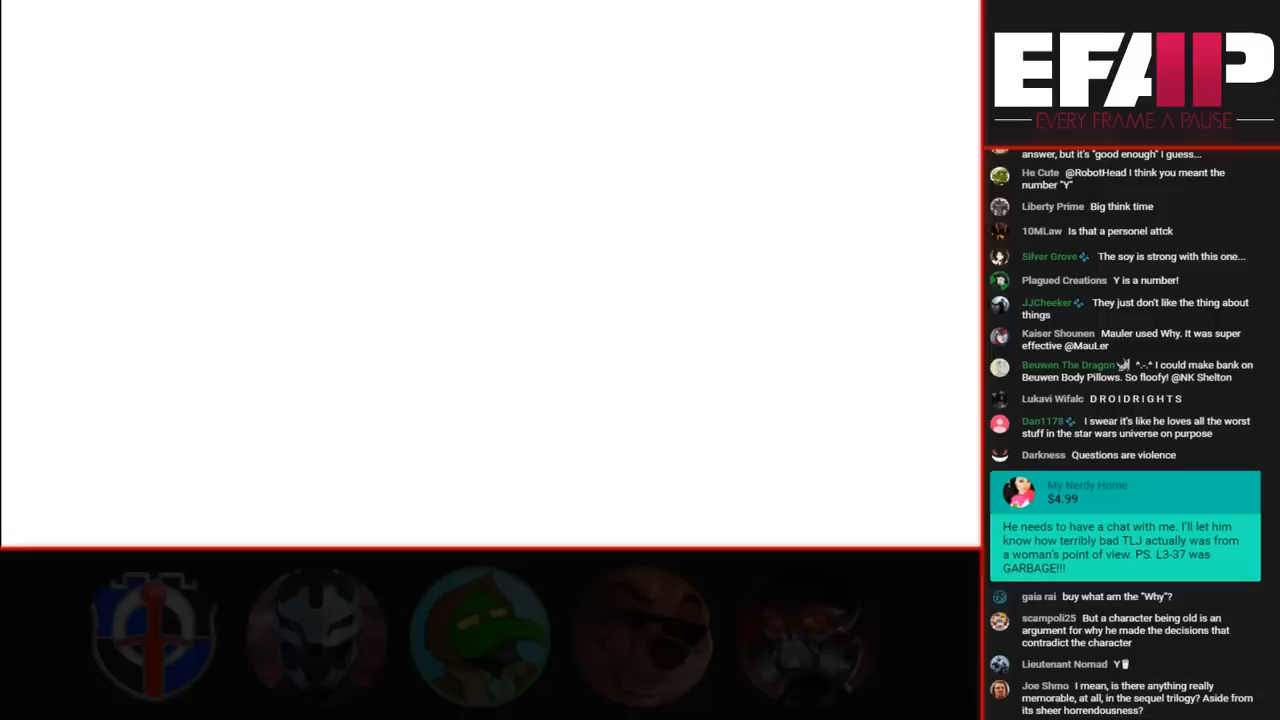 EFAP
EVERY FRAME A PAUSE
answer, but it's "good enough" I guess...
He Cute @RobotHead I think you meant the
number "Y"
Liberty Prime Big think time
10MLaw Is that a personel attck
Silver Grove The soy is strong with this one...
Plagued Creations Y is a number!
JJCheeker They just don't like the thing about
things
Kaiser Shounen Mauler used Why. It was super
effective @MauLer
Beuwen The Dragon ^.-.^ I could make bank on
Beuwen Body Pillows. So floofy! @NK Shelton
Lukavi Wifalc D R O I D R I G H T S
Dan1178 I swear it's like he loves all the worst
stuff in the star wars universe on purpose
Darkness Questions are violence
My Nerdy Home
$4.99
He needs to have a chat with me. I'll let him
know how terribly bad TLJ actually was from
a woman's point of view. PS. L3-37 was
GARBAGE!!!
gaia rai buy what am the "Why"?
scampoli25 But a character being old is an
argument for why he made the decisions that
contradict the character
Lieutenant Nomad Y🥛
Joe Shmo I mean, is there anything really
memorable, at all, in the sequel trilogy? Aside from
its sheer horrendousness?